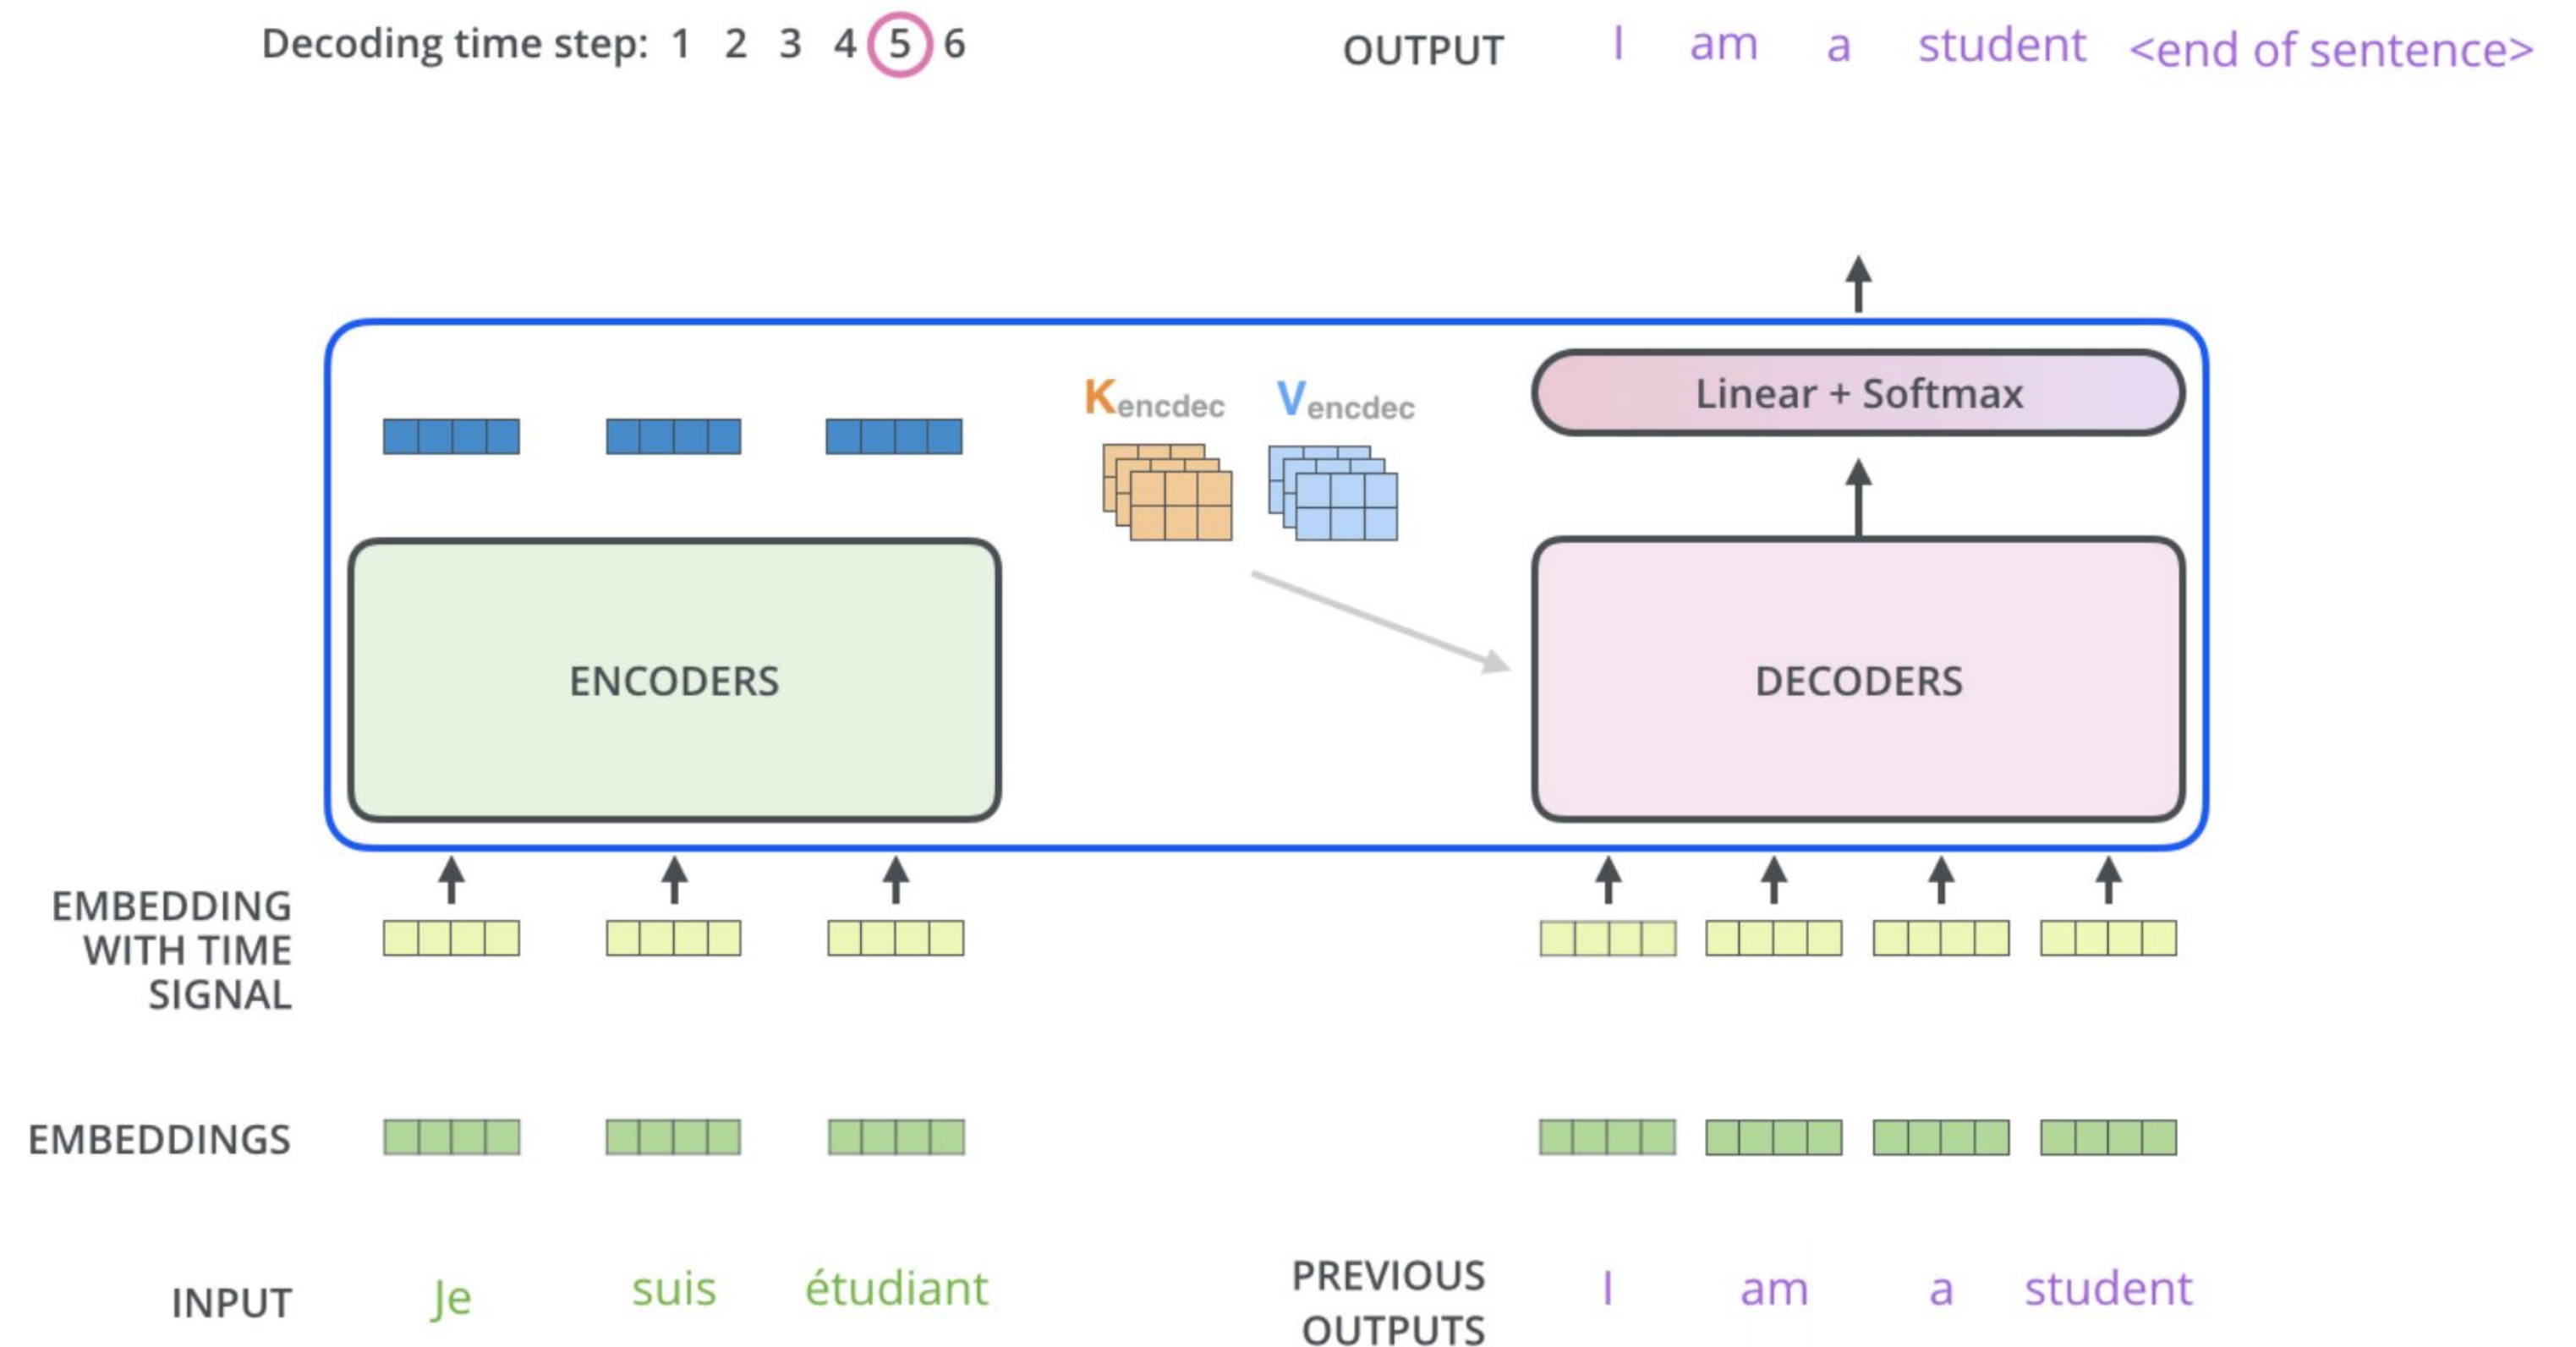 Decoding time step: 1 2 3 4 5 6
OUTPUT I am a student <end of sentence>
Kencdec Vencdec
Linear + Softmax
ENCODERS
DECODERS
EMBEDDING
WITH TIME
SIGNAL
EMBEDDINGS
INPUT Je suis étudiant
PREVIOUS
OUTPUTS
I am a student